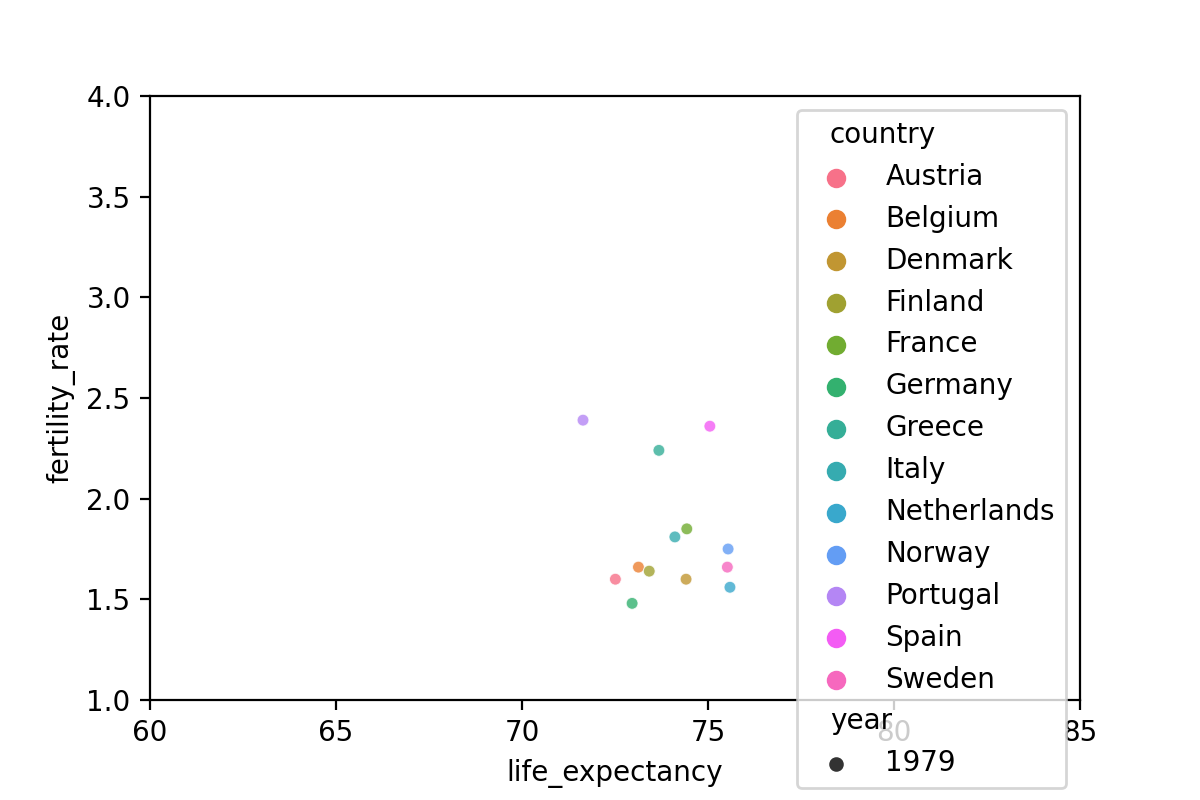 4.0
3.5
3.0
2.5
2.0
1.5
1.0
fertility_rate
60
65
70
75
80
85
life_expectancy
country
Austria
Belgium
Denmark
Finland
France
Germany
Greece
Italy
Netherlands
Norway
Portugal
Spain
Sweden
year
1979